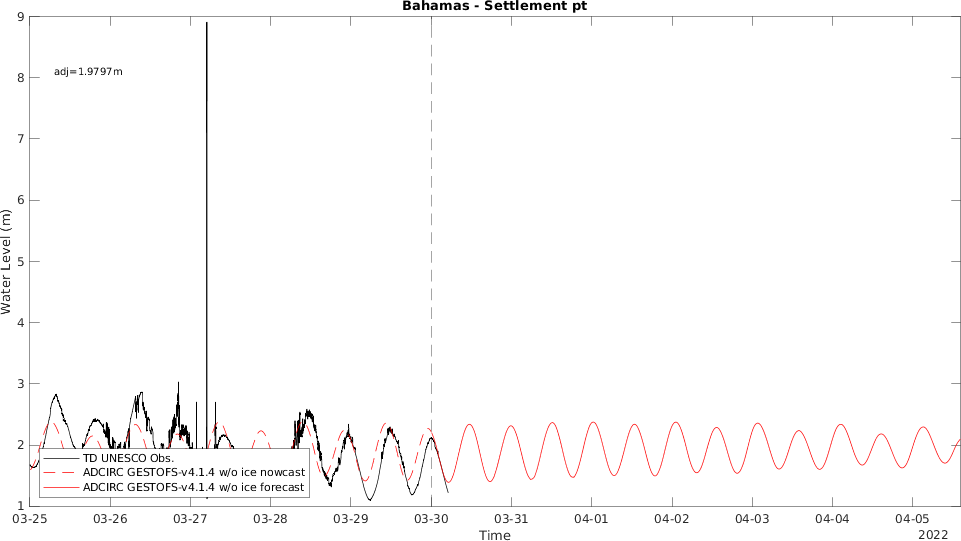 Bahamas - Settlement pt
adj=1.9797m
9
8
7
6
5
4
3
2
1
Water Level (m)
TD UNESCO Obs.
ADCIRC GESTOFS-v4.1.4 w/o ice nowcast
ADCIRC GESTOFS-v4.1.4 w/o ice forecast
03-25 03-26 03-27 03-28 03-29 03-30 03-31 04-01 04-02 04-03 04-04 04-05
Time
2022